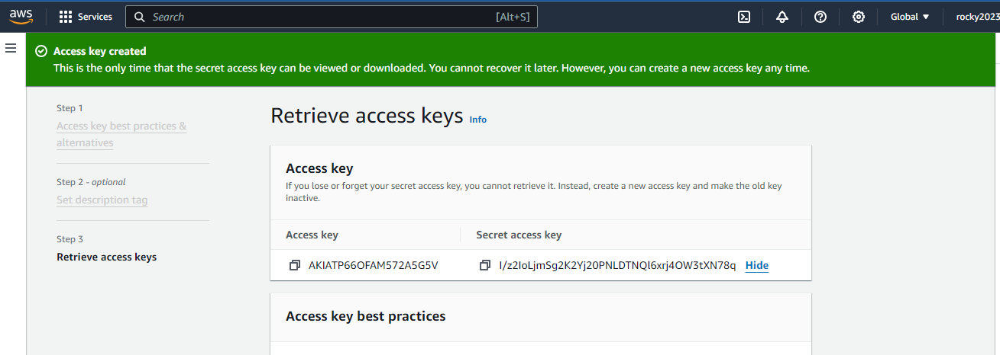 aws
Services
Search
[Alt+S]
Global
rocky2023
Access key created
This is the only time that the secret access key can be viewed or downloaded. You cannot recover it later. However, you can create a new access key any time.
Step 1
Access key best practices &
alternatives
Step 2 - optional
Set description tag
Step 3
Retrieve access keys
Retrieve access keys Info
Access key
If you lose or forget your secret access key, you cannot retrieve it. Instead, create a new access key and make the old key
inactive.
Access key
Secret access key
AKIATP66OFAM572A5G5V
I/z2IoLjmSg2K2Yj20PNLDTNQl6xrj4OW3tXN78q Hide
Access key best practices